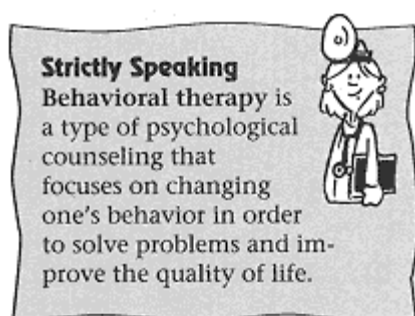 Strictly Speaking
Behavioral therapy is
a type of psychological
counseling that
focuses on changing
one's behavior in order
to solve problems and im-
prove the quality of life.